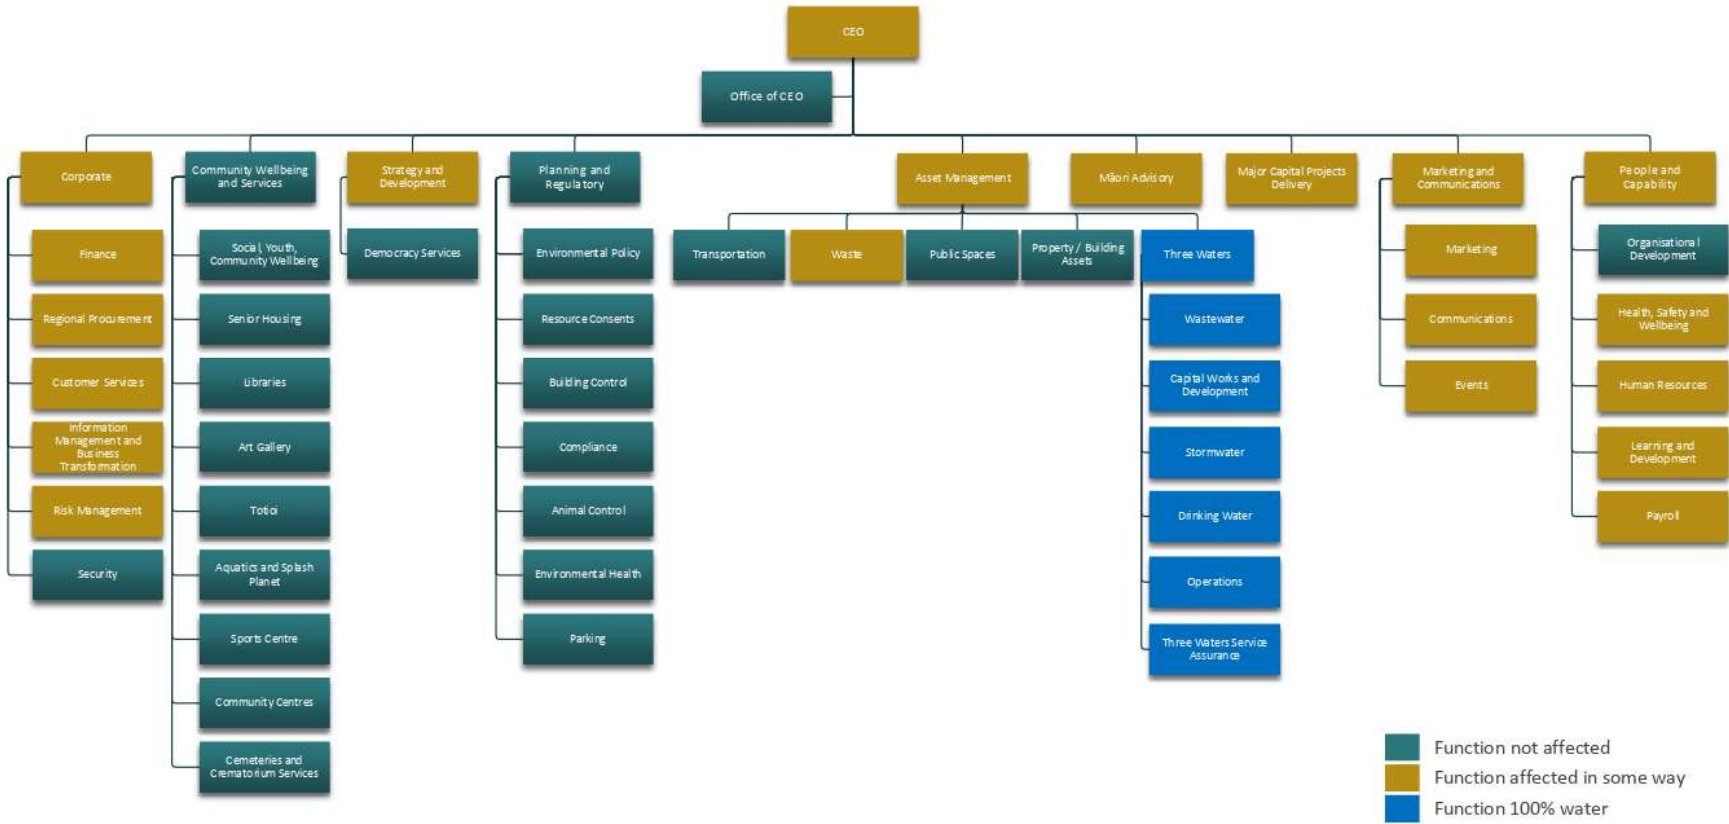 CEO
Office of CEO
Corporate
Finance
Regional Procurement
Customer Services
Information
Management and
Business
Transformation
Risk Management
Security
Community Wellbeing
and Services
Social, Youth,
Community Wellbeing
Senior Housing
Libraries
Art Gallery
Toitoi
Aquatics and Splash
Planet
Sports Centre
Community Centres
Cemeteries and
Crematorium Services
Strategy and
Development
Democracy Services
Planning and
Regulatory
Environmental Policy
Resource Consents
Building Control
Compliance
Animal Control
Environmental Health
Parking
Asset Management
Transportation
Waste
Public Spaces
Property / Building
Assets
Three Waters
Wastewater
Capital Works and
Development
Stormwater
Drinking Water
Operations
Three Waters Service
Assurance
Māori Advisory
Major Capital Projects
Delivery
Marketing and
Communications
Marketing
Communications
Events
People and
Capability
Organisational
Development
Health, Safety and
Wellbeing
Human Resources
Learning and
Development
Payroll
Function not affected
Function affected in some way
Function 100% water